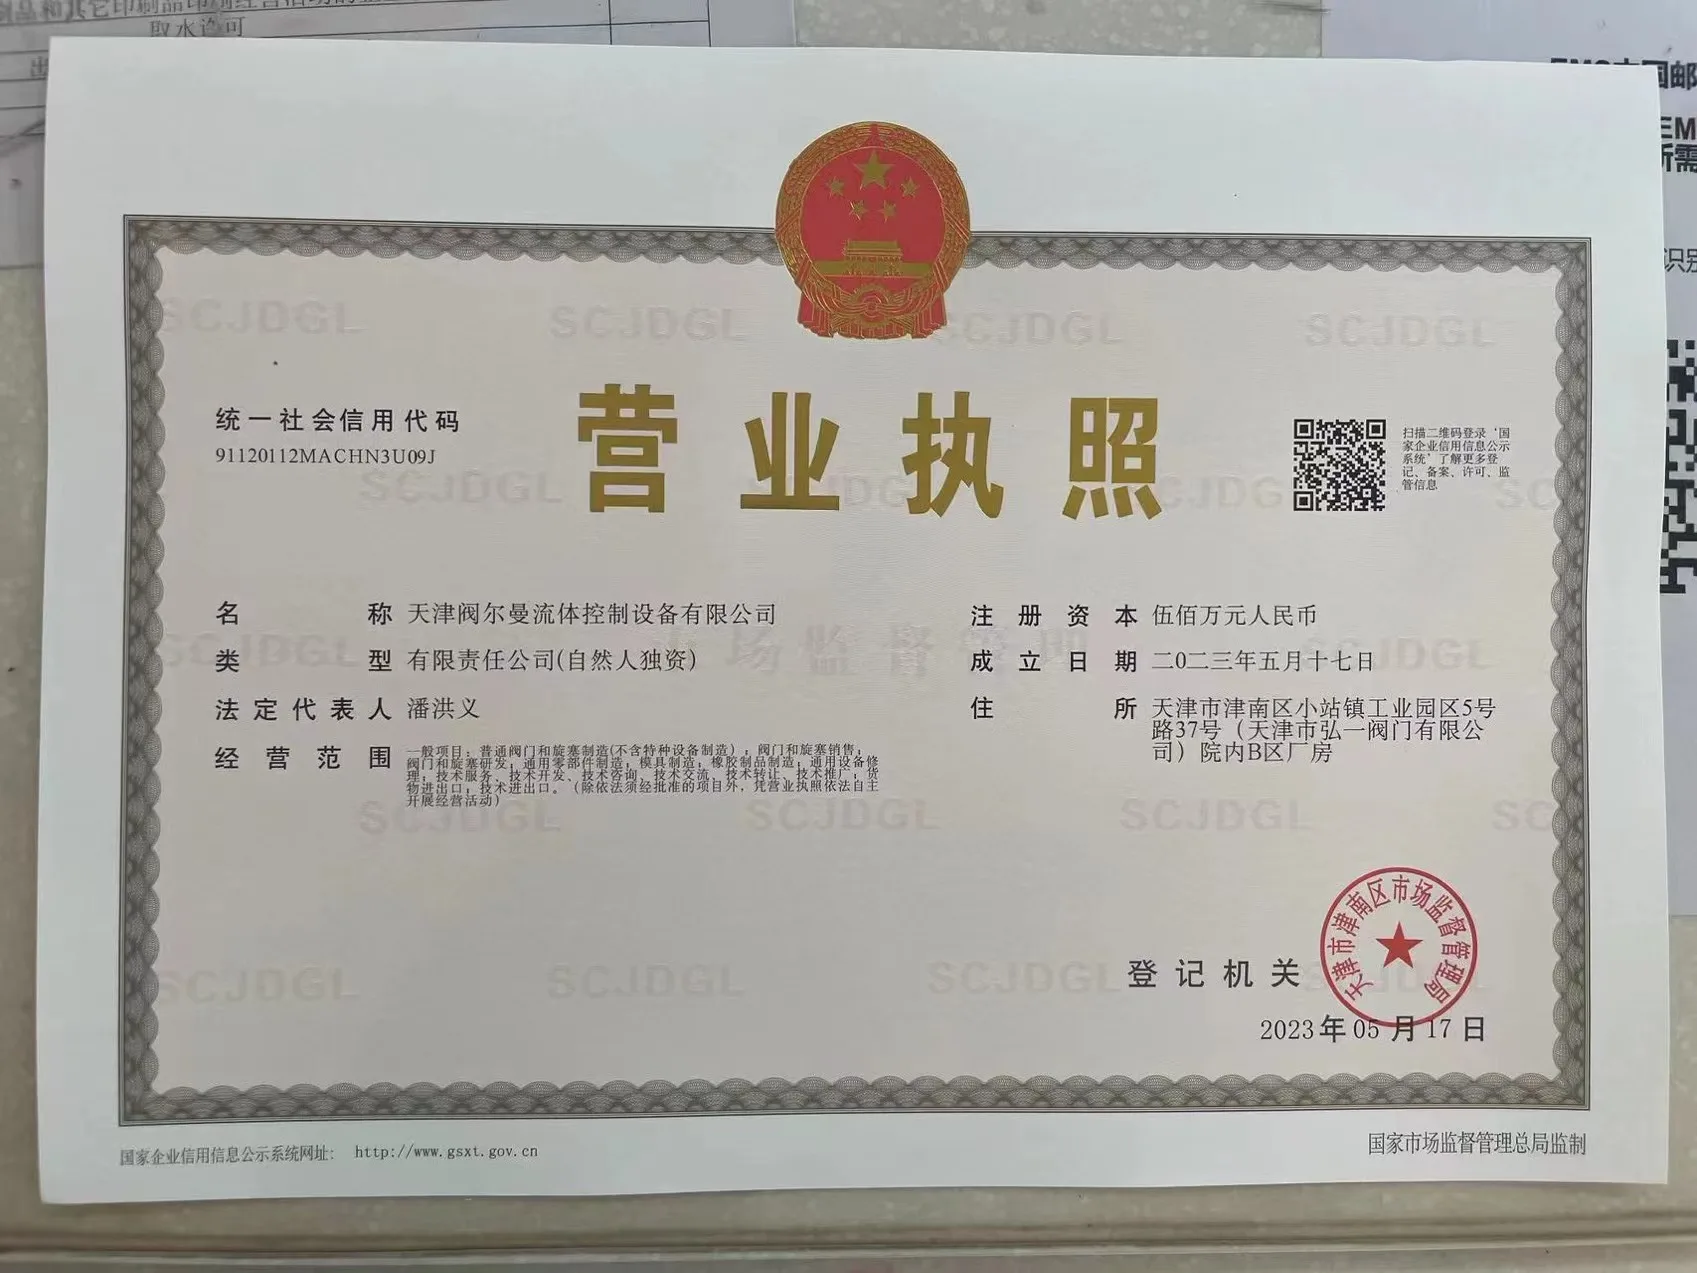 取水许可
营业执照
统一社会信用代码
91120112MACHN3U09J
扫描二维码登录'国
家企业信用信息公示
系统'了解更多登
记、备案、许可、监
管信息
名称 天津阀尔曼流体控制设备有限公司
类型 有限责任公司(自然人独资)
法定代表人 潘洪义
经营范围 一般项目：普通阀门和旋塞制造(不含特种设备制造)；阀门和旋塞销售；
阀门和旋塞研发；通用零部件制造；模具制造；橡胶制品制造；通用设备修
理；技术服务、技术开发、技术咨询、技术交流、技术转让、技术推广；货
物进出口；技术进出口。（除依法须经批准的项目外，凭营业执照依法自主
开展经营活动）
注册资本 伍佰万元人民币
成立日期 二〇二三年五月十七日
住所 天津市津南区小站镇工业园区5号
路37号（天津市弘一阀门有限公
司）院内B区厂房
登记机关
天津市津南区市场监督管理局
2023年05月17日
国家企业信用信息公示系统网址： http://www.gsxt.gov.cn
国家市场监督管理总局监制
SCJDGL